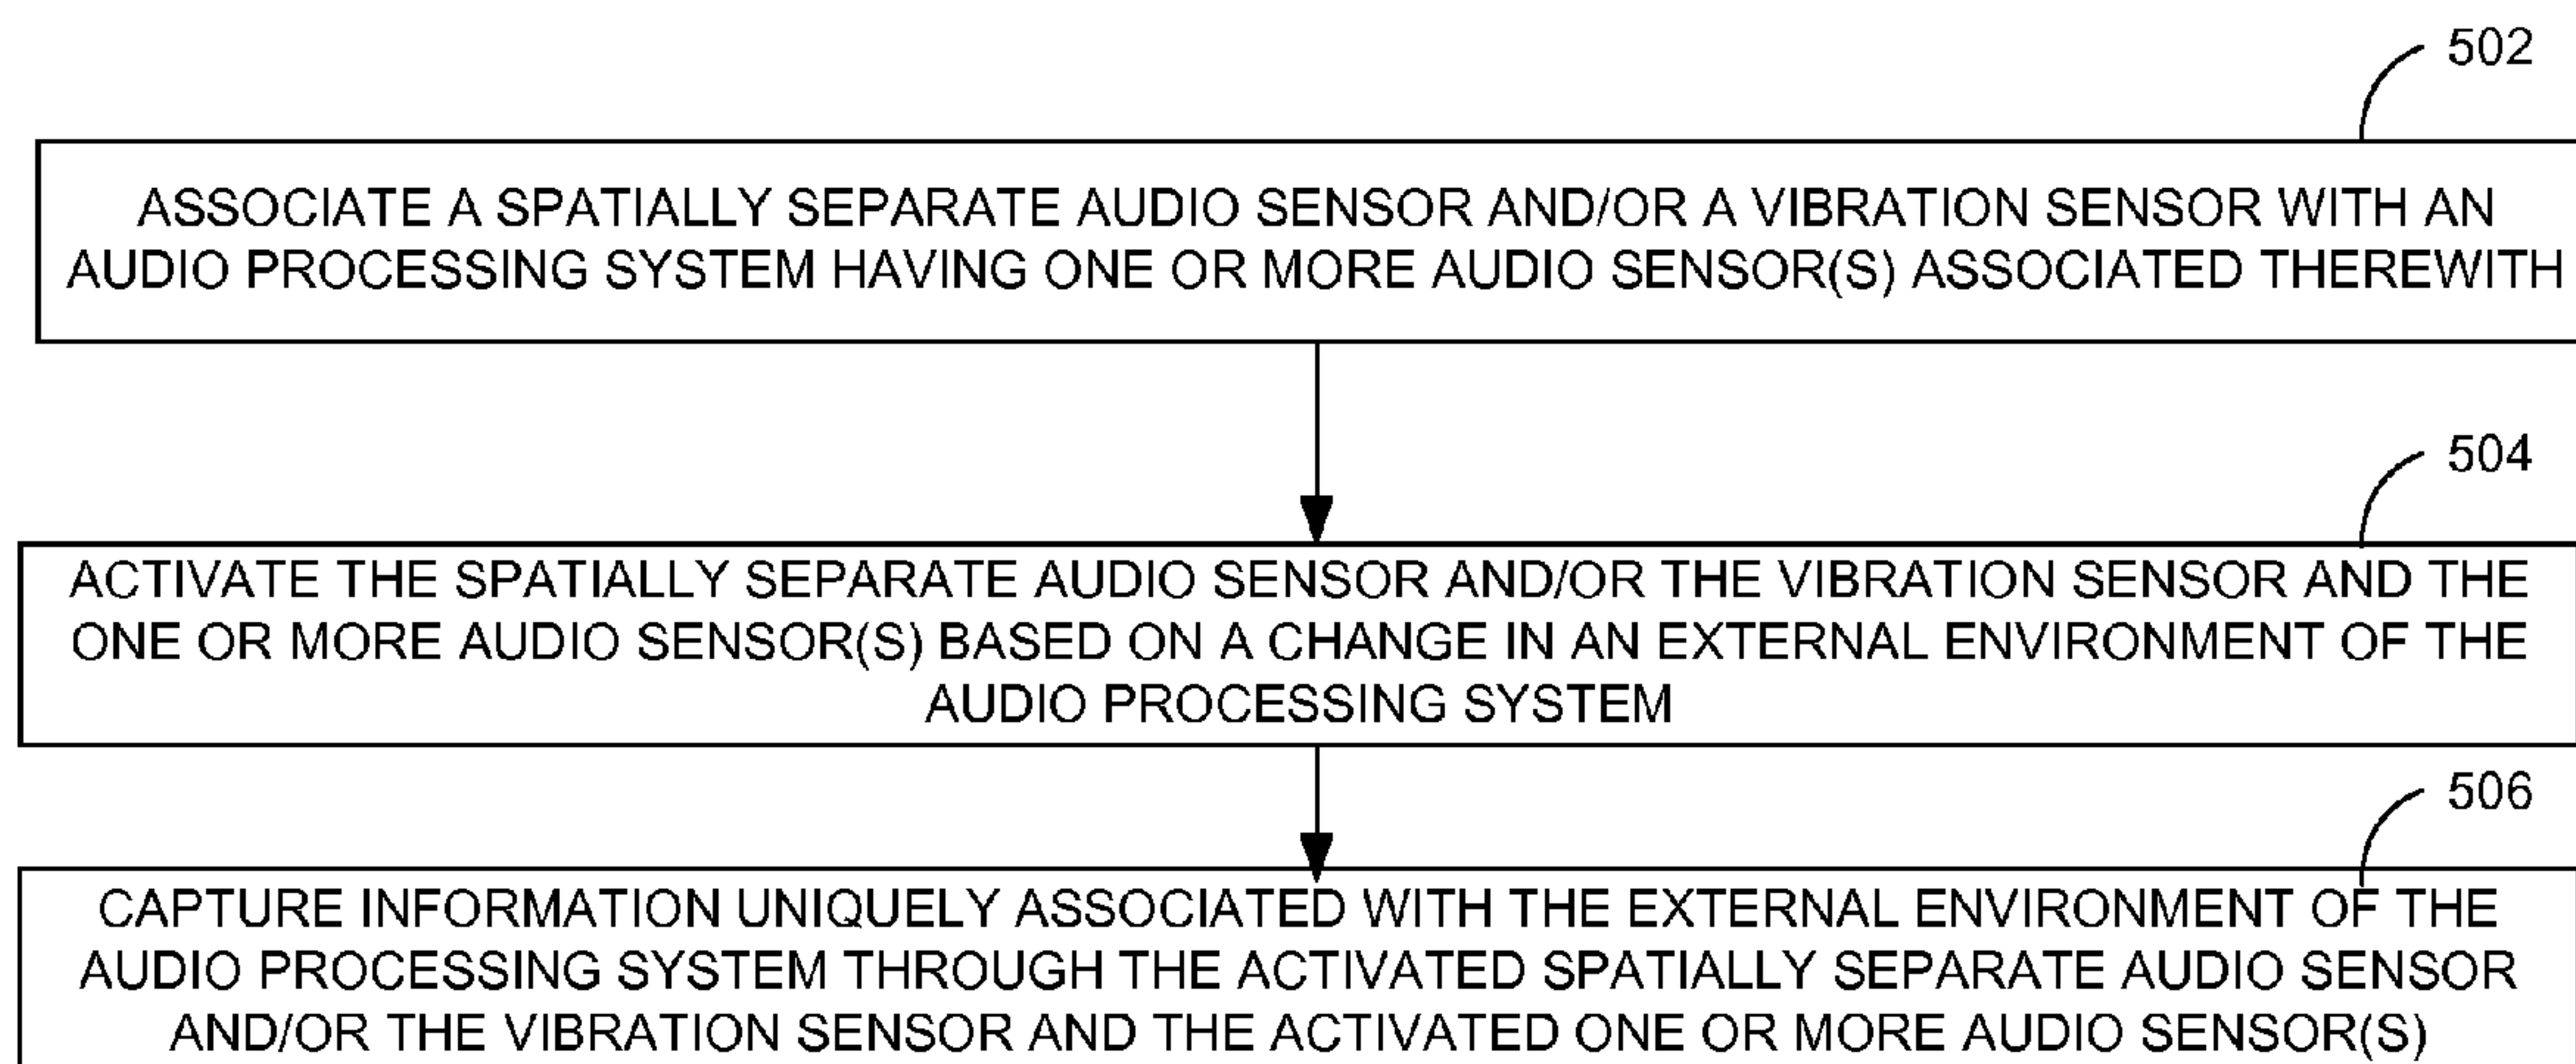 502
ASSOCIATE A SPATIALLY SEPARATE AUDIO SENSOR AND/OR A VIBRATION SENSOR WITH AN
AUDIO PROCESSING SYSTEM HAVING ONE OR MORE AUDIO SENSOR(S) ASSOCIATED THEREWITH
504
ACTIVATE THE SPATIALLY SEPARATE AUDIO SENSOR AND/OR THE VIBRATION SENSOR AND THE
ONE OR MORE AUDIO SENSOR(S) BASED ON A CHANGE IN AN EXTERNAL ENVIRONMENT OF THE
AUDIO PROCESSING SYSTEM
506
CAPTURE INFORMATION UNIQUELY ASSOCIATED WITH THE EXTERNAL ENVIRONMENT OF THE
AUDIO PROCESSING SYSTEM THROUGH THE ACTIVATED SPATIALLY SEPARATE AUDIO SENSOR
AND/OR THE VIBRATION SENSOR AND THE ACTIVATED ONE OR MORE AUDIO SENSOR(S)